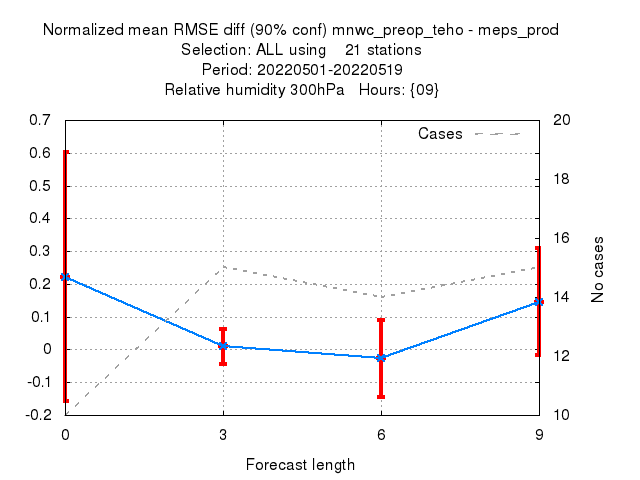 Normalized mean RMSE diff (90% conf) mnwc_preop_teho - meps_prod
Selection: ALL using    21 stations
Period: 20220501-20220519
Relative humidity 300hPa   Hours: {09}
Cases
0.7
0.6
0.5
0.4
0.3
0.2
0.1
0
-0.1
-0.2
20
18
16
14
12
10
No cases
0 3 6 9
Forecast length